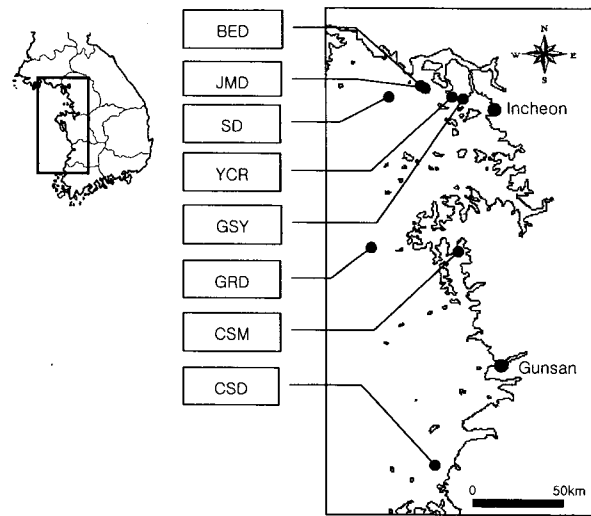 BED
JMD
SD
YCR
GSY
GRD
CSM
CSD
N
W E
S
Incheon
Gunsan
0 50km